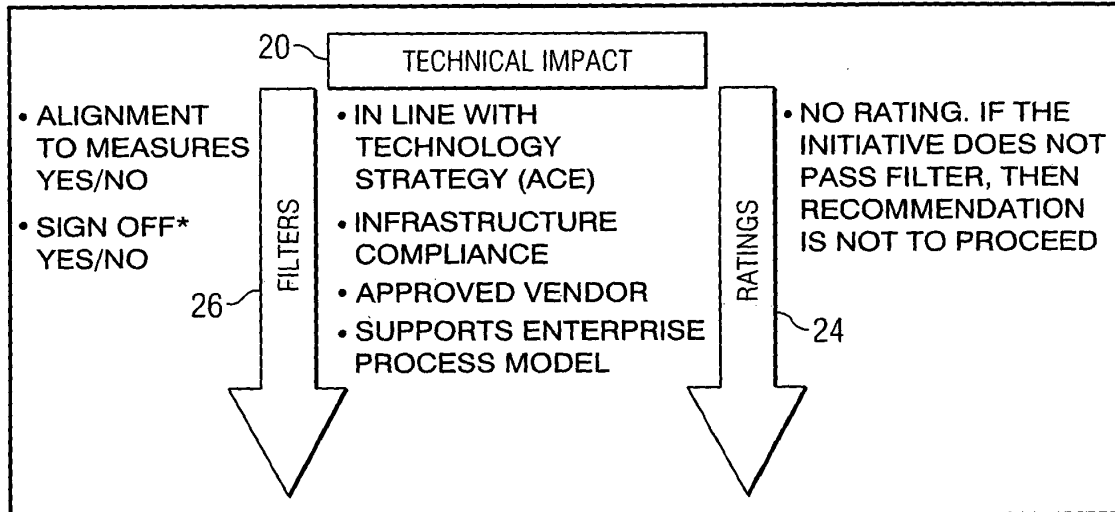 20
TECHNICAL IMPACT
• ALIGNMENT
TO MEASURES
YES/NO
• SIGN OFF*
YES/NO
26
FILTERS
• IN LINE WITH
TECHNOLOGY
STRATEGY (ACE)
• INFRASTRUCTURE
COMPLIANCE
• APPROVED VENDOR
• SUPPORTS ENTERPRISE
PROCESS MODEL
RATINGS
24
• NO RATING. IF THE
INITIATIVE DOES NOT
PASS FILTER, THEN
RECOMMENDATION
IS NOT TO PROCEED